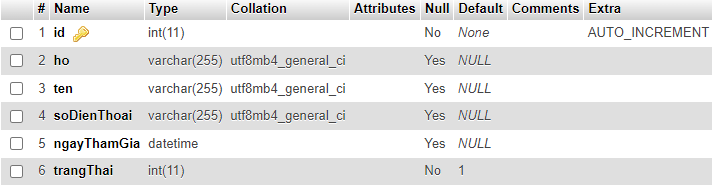 # Name Type Collation Attributes Null Default Comments Extra
1 id int(11) No None AUTO_INCREMENT
2 ho varchar(255) utf8mb4_general_ci Yes NULL
3 ten varchar(255) utf8mb4_general_ci Yes NULL
4 soDienThoai varchar(255) utf8mb4_general_ci Yes NULL
5 ngayThamGia datetime Yes NULL
6 trangThai int(11) No 1